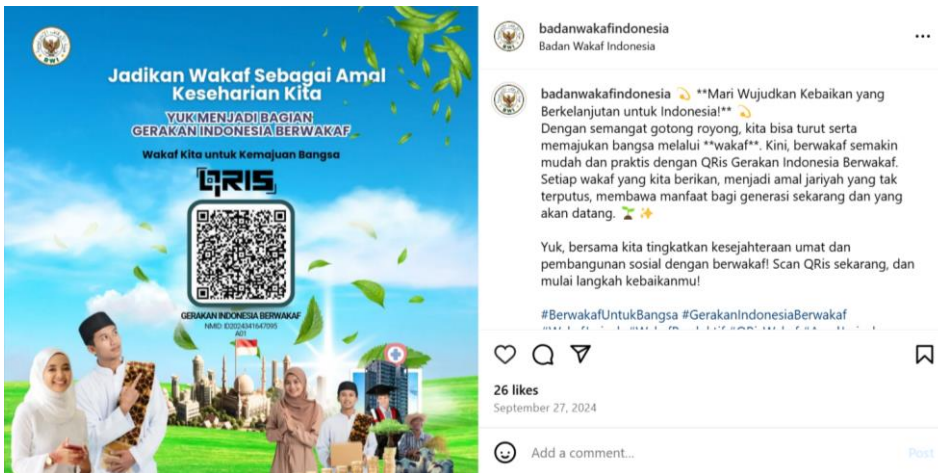 BWI
Jadikan Wakaf Sebagai Amal
Keseharian Kita
YUK MENJADI BAGIAN
GERAKAN INDONESIA BERWAKAF
Wakaf Kita untuk Kemajuan Bangsa
QRIS
GERAKAN INDONESIA BERWAKAF
NMID: ID2024341647095
A01
badanwakafindonesia
Badan Wakaf Indonesia
badanwakafindonesia 💫 **Mari Wujudkan Kebaikan yang
Berkelanjutan untuk Indonesia!** 💫
Dengan semangat gotong royong, kita bisa turut serta
memajukan bangsa melalui **wakaf**. Kini, berwakaf semakin
mudah dan praktis dengan QRis Gerakan Indonesia Berwakaf.
Setiap wakaf yang kita berikan, menjadi amal jariyah yang tak
terputus, membawa manfaat bagi generasi sekarang dan yang
akan datang. 🌱✨
Yuk, bersama kita tingkatkan kesejahteraan umat dan
pembangunan sosial dengan berwakaf! Scan QRis sekarang, dan
mulai langkah kebaikanmu!
#BerwakafUntukBangsa #GerakanIndonesiaBerwakaf
26 likes
September 27, 2024
Add a comment...
Post